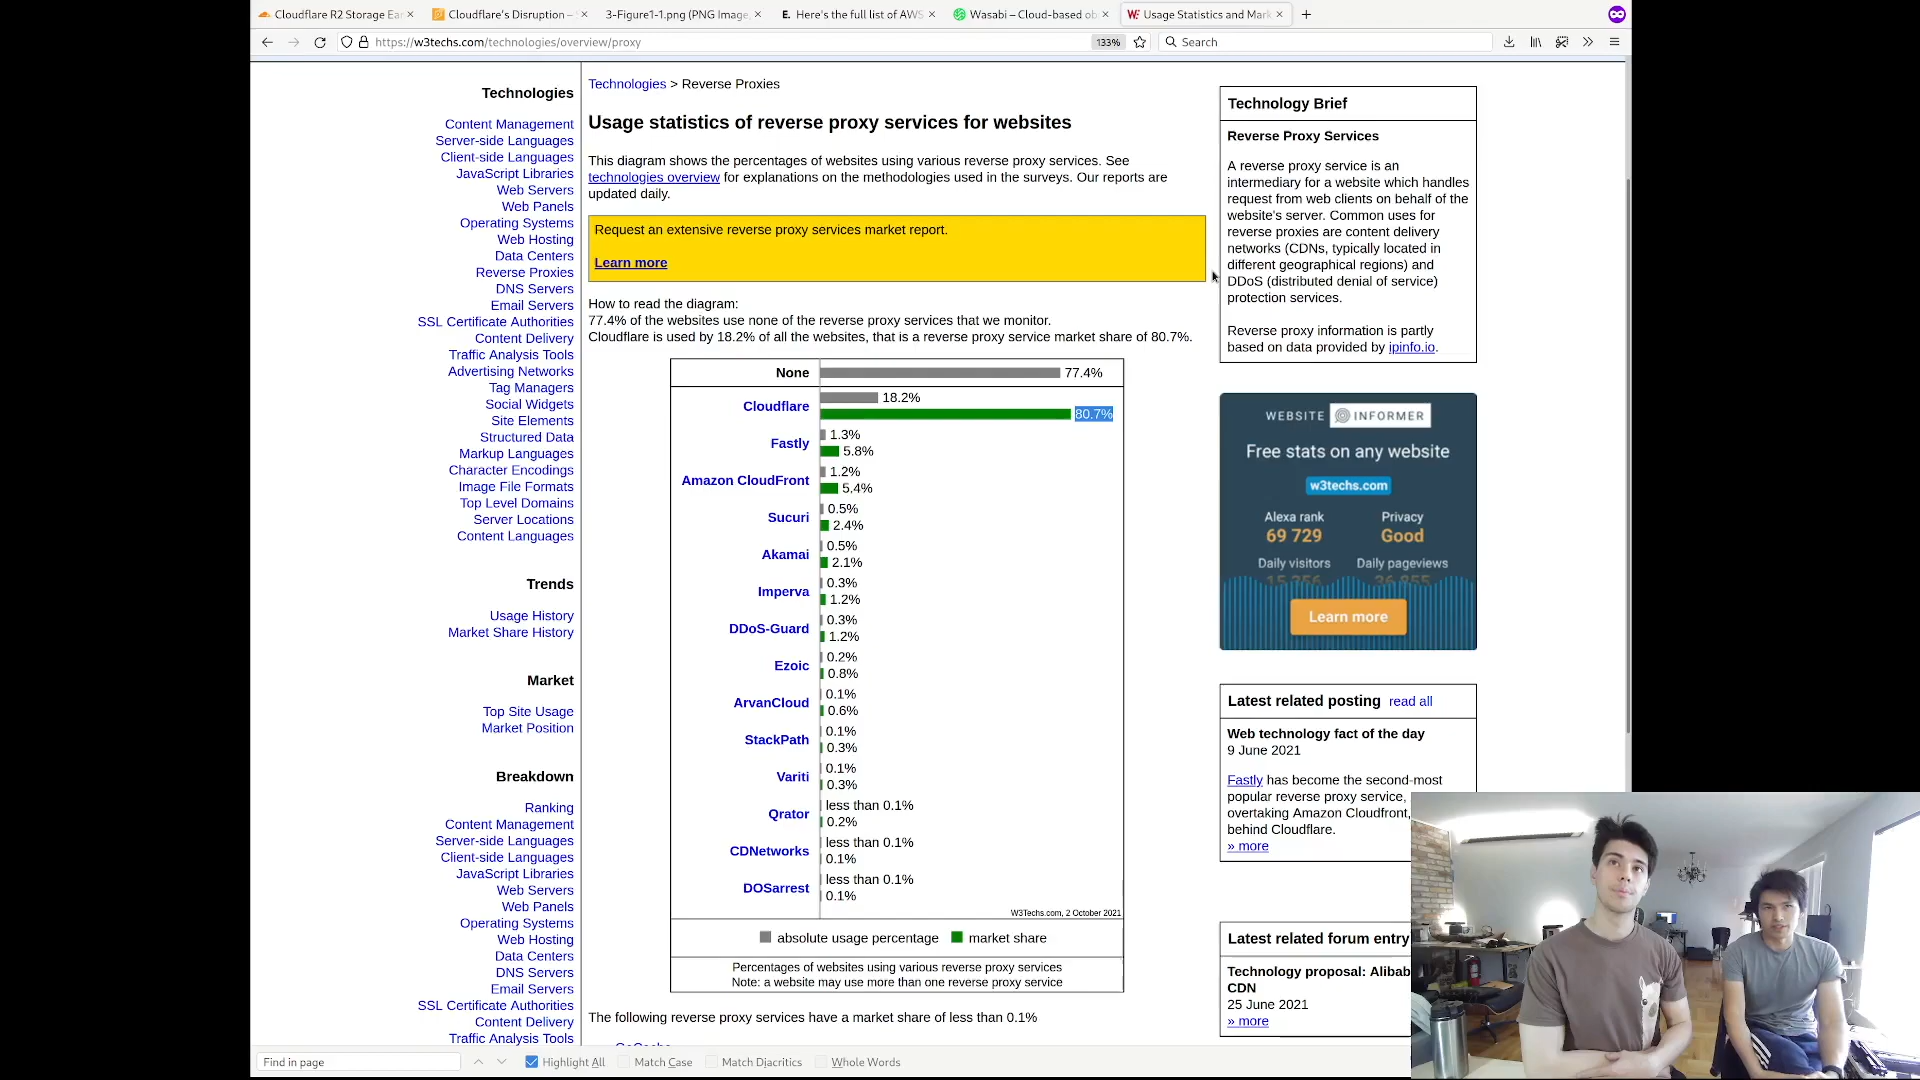 Cloudflare R2 Storage Ear
Cloudflare's Disruption –
3-Figure1-1.png (PNG Image,
E. Here's the full list of AWS
Wasabi – Cloud-based ob
W³ Usage Statistics and Mark
https://w3techs.com/technologies/overview/proxy
133%
Search
Technologies
Content Management
Server-side Languages
Client-side Languages
JavaScript Libraries
Web Servers
Web Panels
Operating Systems
Web Hosting
Data Centers
Reverse Proxies
DNS Servers
Email Servers
SSL Certificate Authorities
Content Delivery
Traffic Analysis Tools
Advertising Networks
Tag Managers
Social Widgets
Site Elements
Structured Data
Markup Languages
Character Encodings
Image File Formats
Top Level Domains
Server Locations
Content Languages
Trends
Usage History
Market Share History
Market
Top Site Usage
Market Position
Breakdown
Ranking
Content Management
Server-side Languages
Client-side Languages
JavaScript Libraries
Web Servers
Web Panels
Operating Systems
Web Hosting
Data Centers
DNS Servers
Email Servers
SSL Certificate Authorities
Content Delivery
Traffic Analysis Tools
Technologies > Reverse Proxies
Usage statistics of reverse proxy services for websites
This diagram shows the percentages of websites using various reverse proxy services. See
technologies overview for explanations on the methodologies used in the surveys. Our reports are
updated daily.
Request an extensive reverse proxy services market report.
Learn more
How to read the diagram:
77.4% of the websites use none of the reverse proxy services that we monitor.
Cloudflare is used by 18.2% of all the websites, that is a reverse proxy service market share of 80.7%.
None 77.4%
Cloudflare 18.2%
80.7%
Fastly 1.3%
5.8%
Amazon CloudFront 1.2%
5.4%
Sucuri 0.5%
2.4%
Akamai 0.5%
2.1%
Imperva 0.3%
1.2%
DDoS-Guard 0.3%
1.2%
Ezoic 0.2%
0.8%
ArvanCloud 0.1%
0.6%
StackPath 0.1%
0.3%
Variti 0.1%
0.3%
Qrator less than 0.1%
0.2%
CDNetworks less than 0.1%
0.1%
DOSarrest less than 0.1%
0.1%
W3Techs.com, 2 October 2021
absolute usage percentage market share
Percentages of websites using various reverse proxy services
Note: a website may use more than one reverse proxy service
The following reverse proxy services have a market share of less than 0.1%
Technology Brief
Reverse Proxy Services
A reverse proxy service is an
intermediary for a website which handles
request from web clients on behalf of the
website's server. Common uses for
reverse proxies are content delivery
networks (CDNs, typically located in
different geographical regions) and
DDoS (distributed denial of service)
protection services.
Reverse proxy information is partly
based on data provided by ipinfo.io.
WEBSITE INFORMER
Free stats on any website
w3techs.com
Alexa rank Privacy
69 729 Good
Daily visitors Daily pageviews
Learn more
Latest related posting read all
Web technology fact of the day
9 June 2021
Fastly has become the second-most
popular reverse proxy service,
overtaking Amazon Cloudfront,
behind Cloudflare.
» more
Latest related forum entry
Technology proposal: Alibab
CDN
25 June 2021
» more
Find in page
Highlight All
Match Case
Match Diacritics
Whole Words